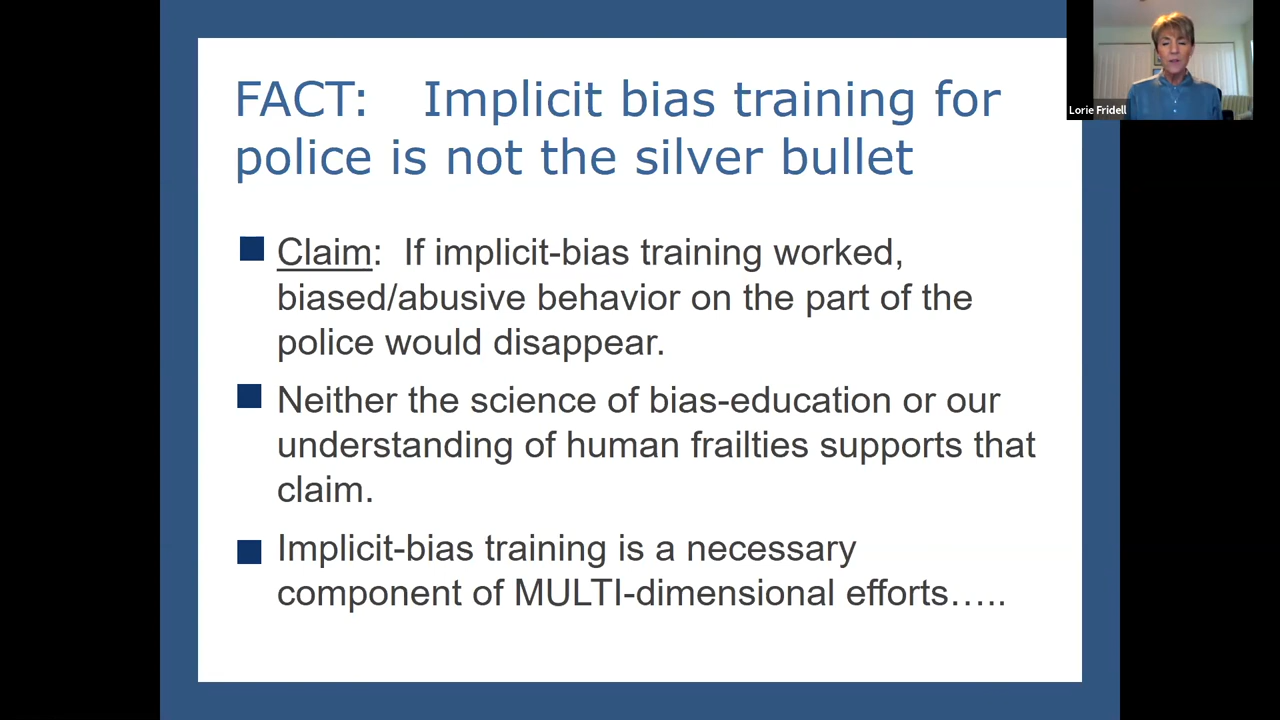 FACT: Implicit bias training for
police is not the silver bullet
Claim: If implicit-bias training worked,
biased/abusive behavior on the part of the
police would disappear.
Neither the science of bias-education or our
understanding of human frailties supports that
claim.
Implicit-bias training is a necessary
component of MULTI-dimensional efforts…..
Lorie Fridell